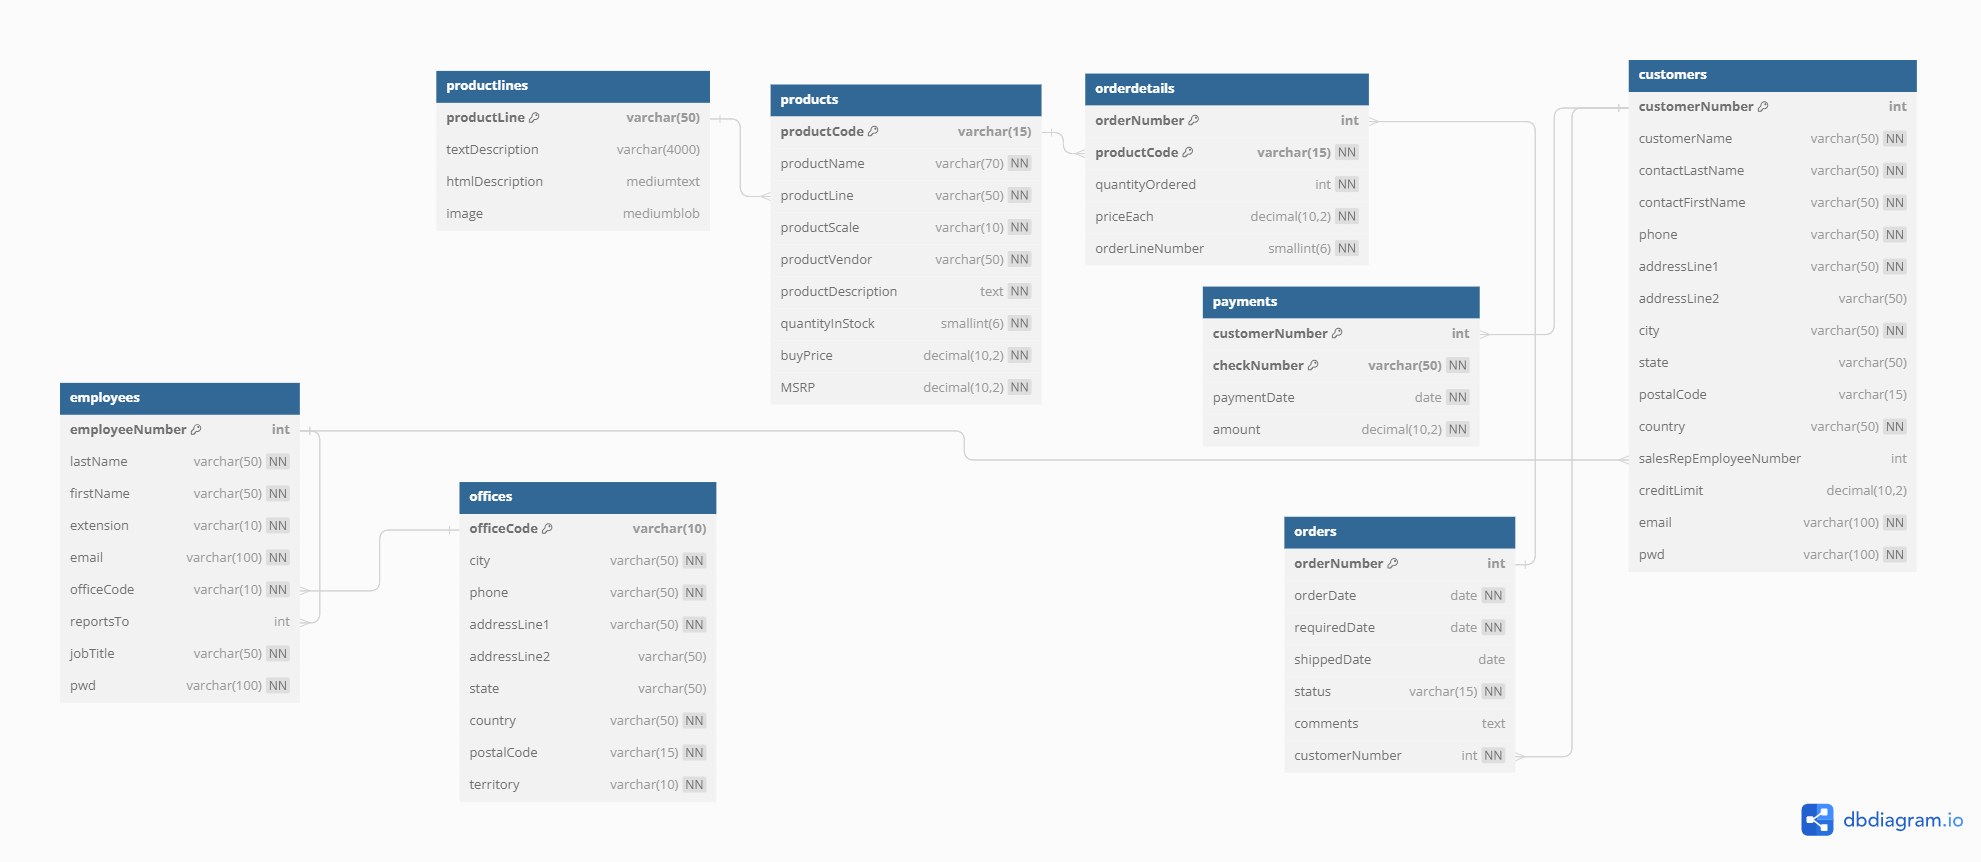 productlines
productLine varchar(50)
textDescription varchar(4000)
htmlDescription mediumtext
image mediumblob
products
productCode varchar(15)
productName varchar(70) NN
productLine varchar(50) NN
productScale varchar(10) NN
productVendor varchar(50) NN
productDescription text NN
quantityInStock smallint(6) NN
buyPrice decimal(10,2) NN
MSRP decimal(10,2) NN
orderdetails
orderNumber int
productCode varchar(15) NN
quantityOrdered int NN
priceEach decimal(10,2) NN
orderLineNumber smallint(6) NN
payments
customerNumber int
checkNumber varchar(50) NN
paymentDate date NN
amount decimal(10,2) NN
customers
customerNumber int
customerName varchar(50) NN
contactLastName varchar(50) NN
contactFirstName varchar(50) NN
phone varchar(50) NN
addressLine1 varchar(50) NN
addressLine2 varchar(50)
city varchar(50) NN
state varchar(50)
postalCode varchar(15)
country varchar(50) NN
salesRepEmployeeNumber int
creditLimit decimal(10,2)
email varchar(100) NN
pwd varchar(100) NN
employees
employeeNumber int
lastName varchar(50) NN
firstName varchar(50) NN
extension varchar(10) NN
email varchar(100) NN
officeCode varchar(10) NN
reportsTo int
jobTitle varchar(50) NN
pwd varchar(100) NN
offices
officeCode varchar(10)
city varchar(50) NN
phone varchar(50) NN
addressLine1 varchar(50) NN
addressLine2 varchar(50)
state varchar(50)
country varchar(50) NN
postalCode varchar(15) NN
territory varchar(10) NN
orders
orderNumber int
orderDate date NN
requiredDate date NN
shippedDate date
status varchar(15) NN
comments text
customerNumber int NN
dbdiagram.io